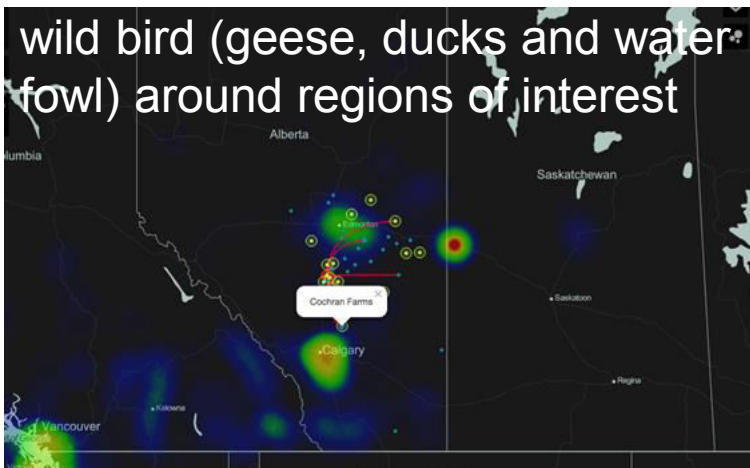 wild bird (geese, ducks and water
fowl) around regions of interest
Alberta
lumbia
Saskatchewan
Edmonton
Cochran Farms
Saskatoon
Calgary
Regina
Kelowna
Vancouver